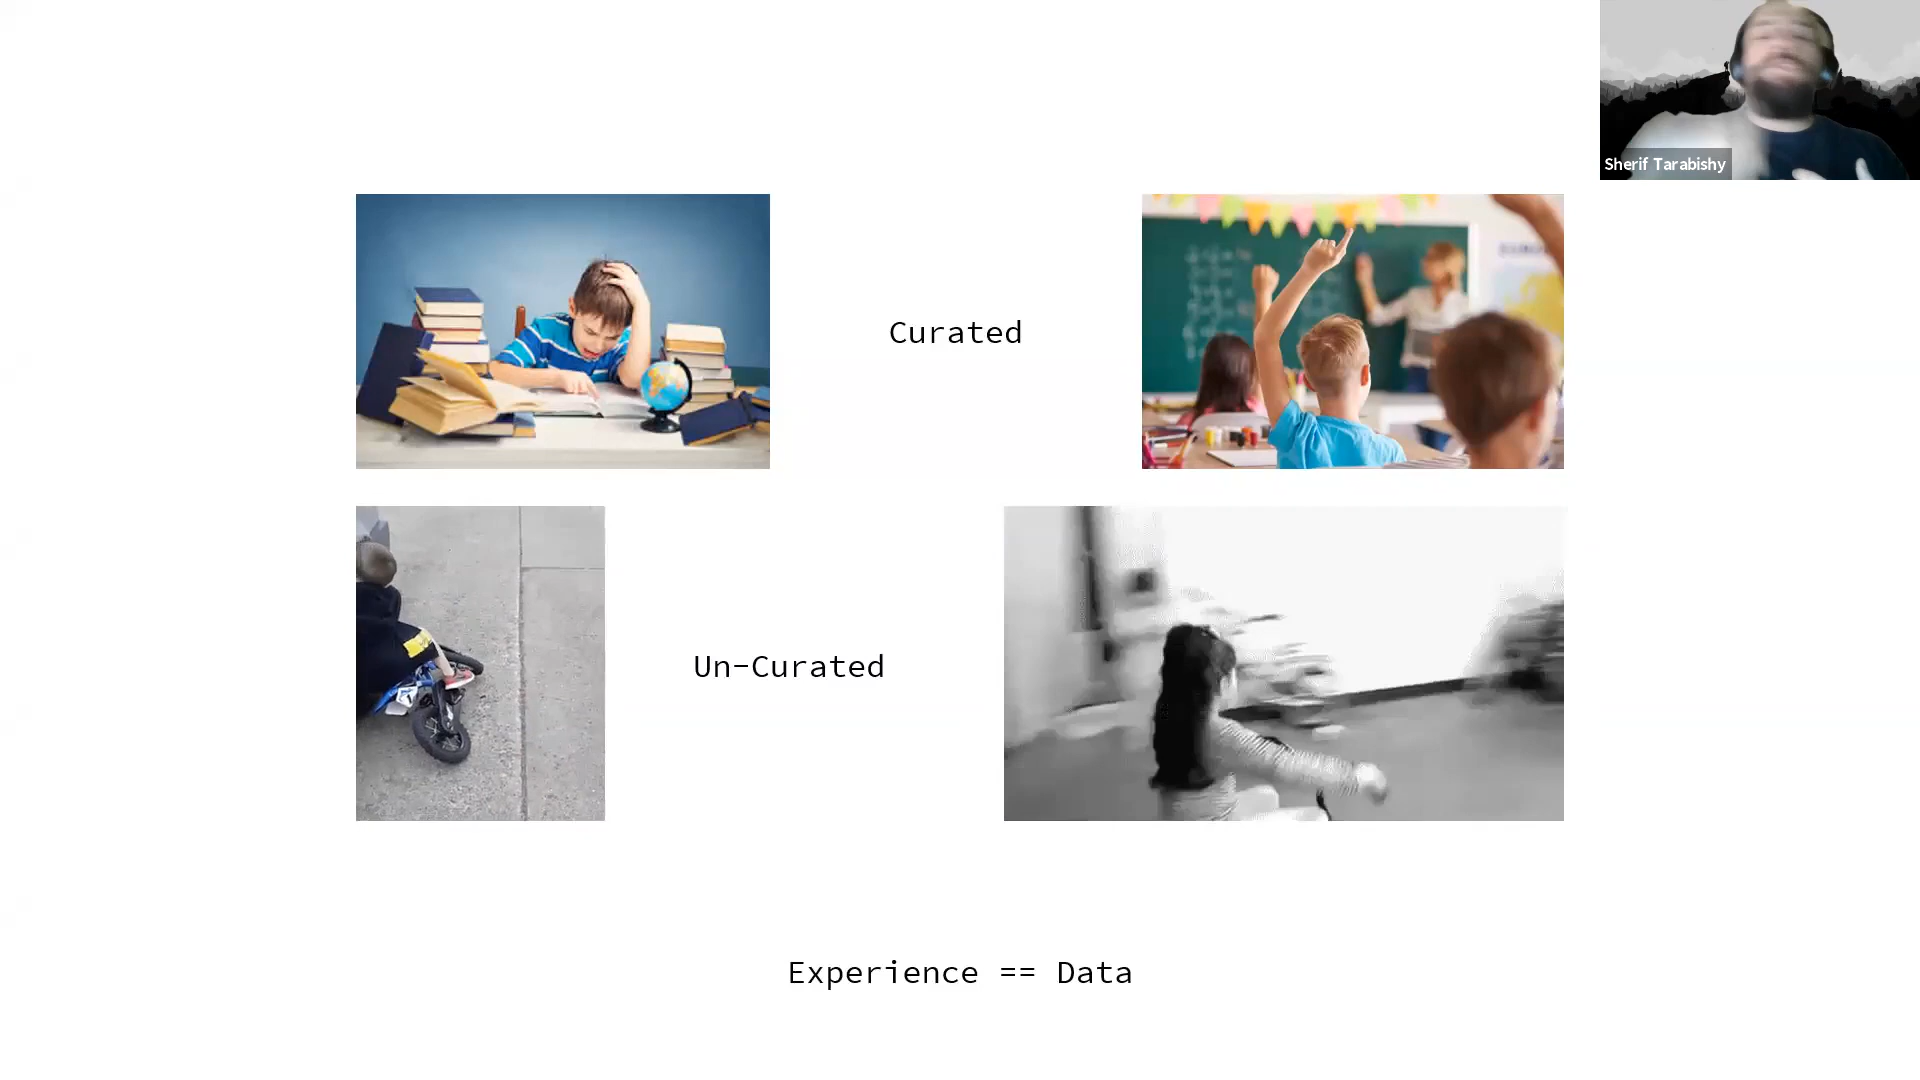 Sherif Tarabishy
Curated
Un-Curated
Experience == Data